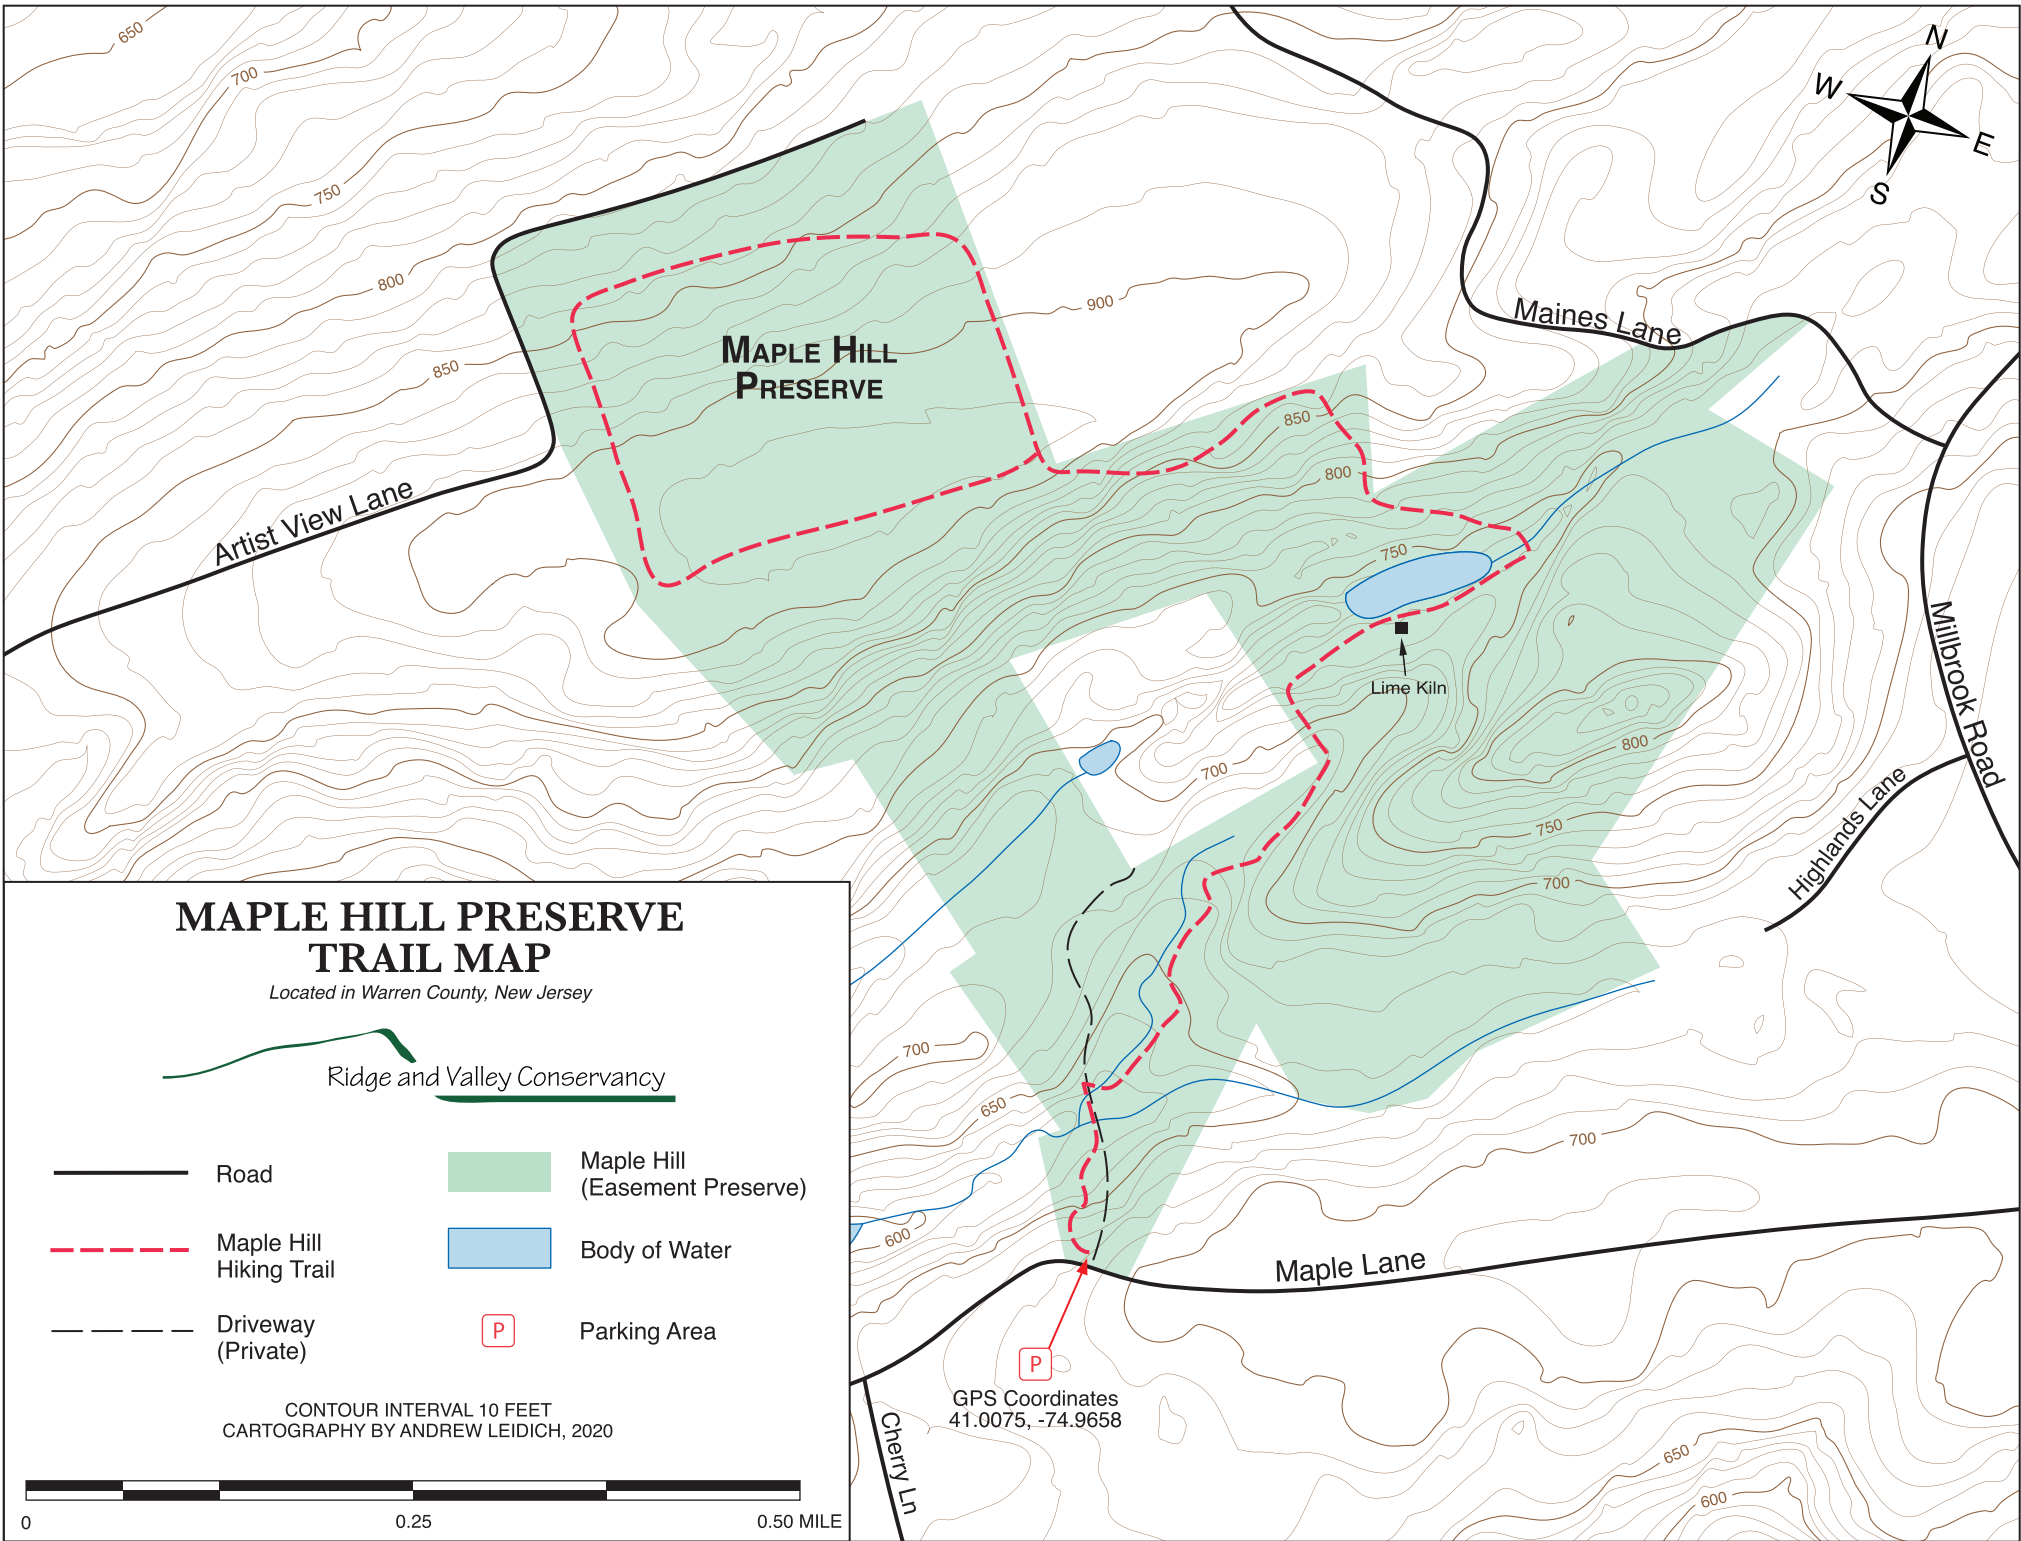 650
700
750
800
850
900
N
W
E
S
Maines Lane
MAPLE HILL
PRESERVE
850
800
750
Artist View Lane
Lime Kiln
Millbrook Road
800
700
750
700
Highlands Lane
MAPLE HILL PRESERVE
TRAIL MAP
Located in Warren County, New Jersey
Ridge and Valley Conservancy
Road
Maple Hill
(Easement Preserve)
Maple Hill
Hiking Trail
Body of Water
Driveway
(Private)
P
Parking Area
CONTOUR INTERVAL 10 FEET
CARTOGRAPHY BY ANDREW LEIDICH, 2020
0
0.25
0.50 MILE
700
650
600
700
Maple Lane
P
GPS Coordinates
41.0075, -74.9658
Cherry Ln
650
600